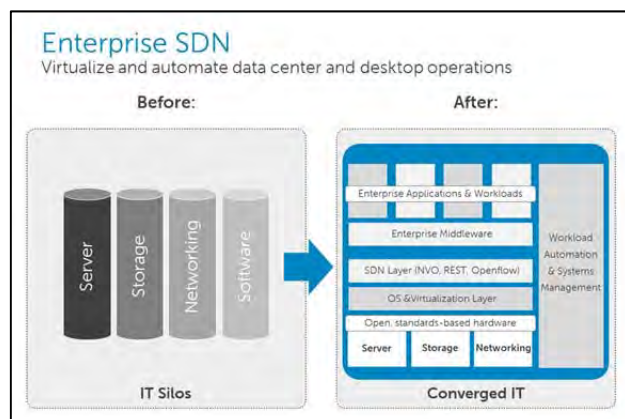 Enterprise SDN
Virtualize and automate data center and desktop operations
Before:
Server
Storage
Networking
Software
IT Silos
After:
Enterprise Applications & Workloads
Enterprise Middleware
SDN Layer (NVO, REST, Openflow)
OS &Virtualization Layer
Open, standards-based hardware
Server Storage Networking
Workload
Automation
& Systems
Management
Converged IT